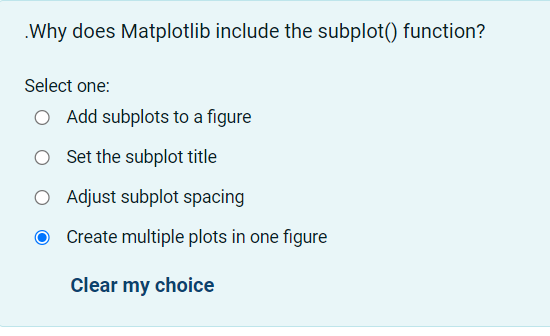 .Why does Matplotlib include the subplot() function?
Select one:
Add subplots to a figure
Set the subplot title
Adjust subplot spacing
Create multiple plots in one figure
Clear my choice